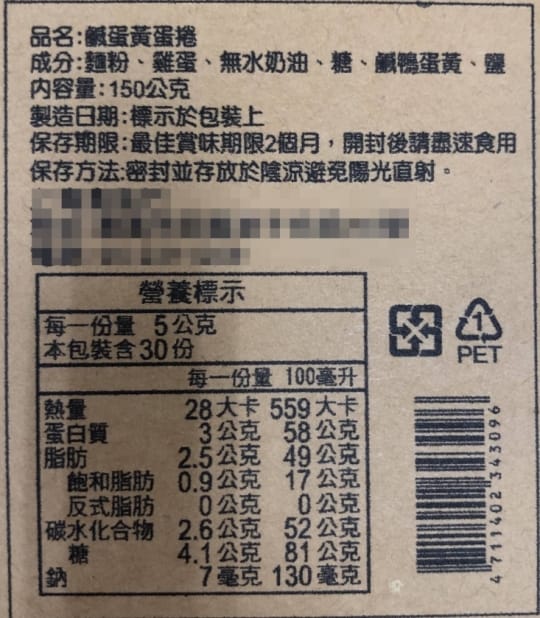 品名:鹹蛋黃蛋捲
成分:麵粉、雞蛋、無水奶油、糖、鹹鴨蛋黃、鹽
內容量:150公克
製造日期:標示於包裝上
保存期限:最佳賞味期限2個月，開封後請盡速食用
保存方法:密封並存放於陰涼避免陽光直射。
營養標示
每一份量 5公克
本包裝含30份
每一份量 100毫升
熱量 28大卡 559大卡
蛋白質 3公克 58公克
脂肪 2.5公克 49公克
飽和脂肪 0.9公克 17公克
反式脂肪 0公克 0公克
碳水化合物 2.6公克 52公克
糖 4.1公克 81公克
鈉 7毫克 130毫克
1
PET
4711402343096